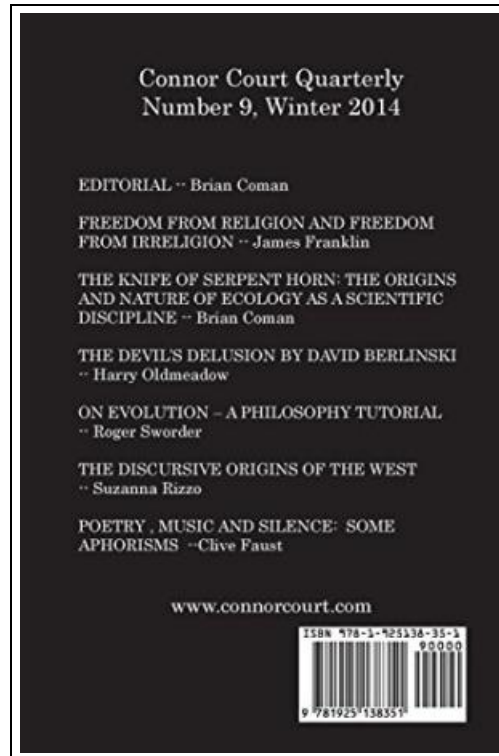 Connor Court Quarterly
Number 9, Winter 2014
EDITORIAL -- Brian Coman
FREEDOM FROM RELIGION AND FREEDOM
FROM IRRELIGION -- James Franklin
THE KNIFE OF SERPENT HORN: THE ORIGINS
AND NATURE OF ECOLOGY AS A SCIENTIFIC
DISCIPLINE -- Brian Coman
THE DEVIL'S DELUSION BY DAVID BERLINSKI
-- Harry Oldmeadow
ON EVOLUTION – A PHILOSOPHY TUTORIAL
-- Roger Sworder
THE DISCURSIVE ORIGINS OF THE WEST
-- Suzanna Rizzo
POETRY , MUSIC AND SILENCE: SOME
APHORISMS --Clive Faust
www.connorcourt.com
ISBN 978-1-925138-35-1
90000
9 781925 138351